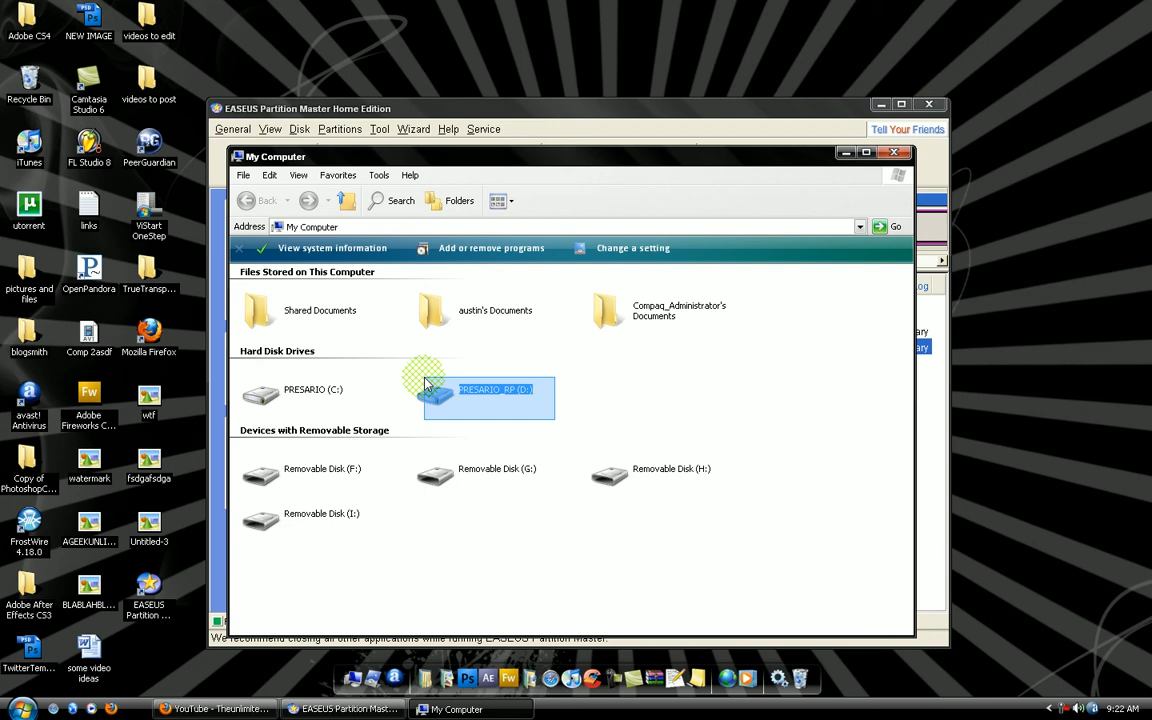 Adobe CS4
NEW IMAGE
videos to edit
Recycle Bin
Camtasia
Studio 6
videos to post
iTunes
FL Studio 8
PeerGuardian
utorrent
links
ViStart
OneStep
pictures and
files
OpenPandora
TrueTransp...
blogsmith
Comp 2asdf
Mozilla Firefox
avast!
Antivirus
Adobe
Fireworks C...
wtf
Copy of
PhotoshopC...
watermark
fsdgafsdga
FrostWire
4.18.0
AGEEKUNLI...
Untitled-3
Adobe After
Effects CS3
BLABLAHBL...
EASEUS
Partition ...
TwitterTem...
some video
ideas
EASEUS Partition Master Home Edition
General View Disk Partitions Tool Wizard Help Service
Tell Your Friends
My Computer
File Edit View Favorites Tools Help
Back Search Folders
Address My Computer Go
View system information Add or remove programs Change a setting
Files Stored on This Computer
Shared Documents
austin's Documents
Compaq_Administrator's
Documents
Hard Disk Drives
PRESARIO (C:)
PRESARIO_RP (D:)
Devices with Removable Storage
Removable Disk (F:)
Removable Disk (G:)
Removable Disk (H:)
Removable Disk (I:)
og
ary
ary
We recommend closing all other applications while running EASEUS Partition Master.
Ps AE Fw
YouTube - Theunlimite...
EASEUS Partition Mast...
My Computer
9:22 AM